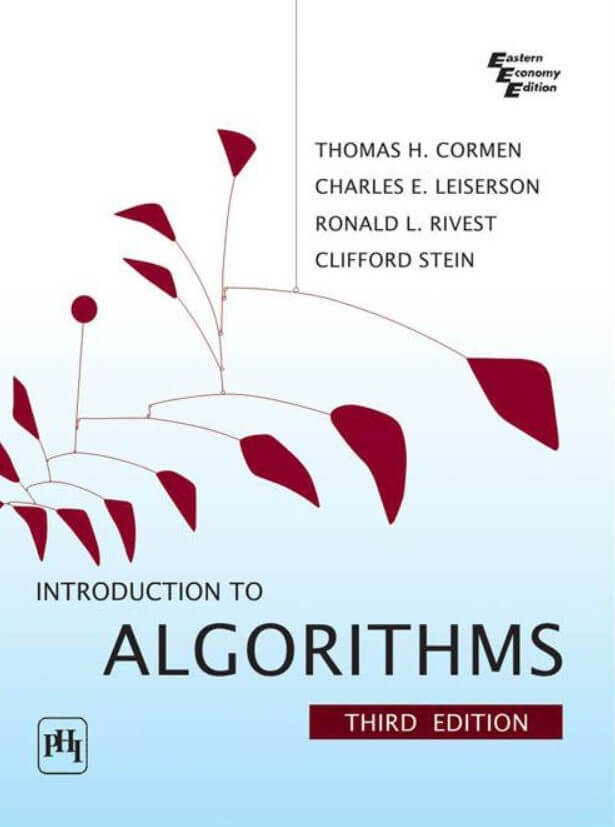 Eastern
Economy
Edition
THOMAS H. CORMEN
CHARLES E. LEISERSON
RONALD L. RIVEST
CLIFFORD STEIN
INTRODUCTION TO
ALGORITHMS
THIRD EDITION
PHI